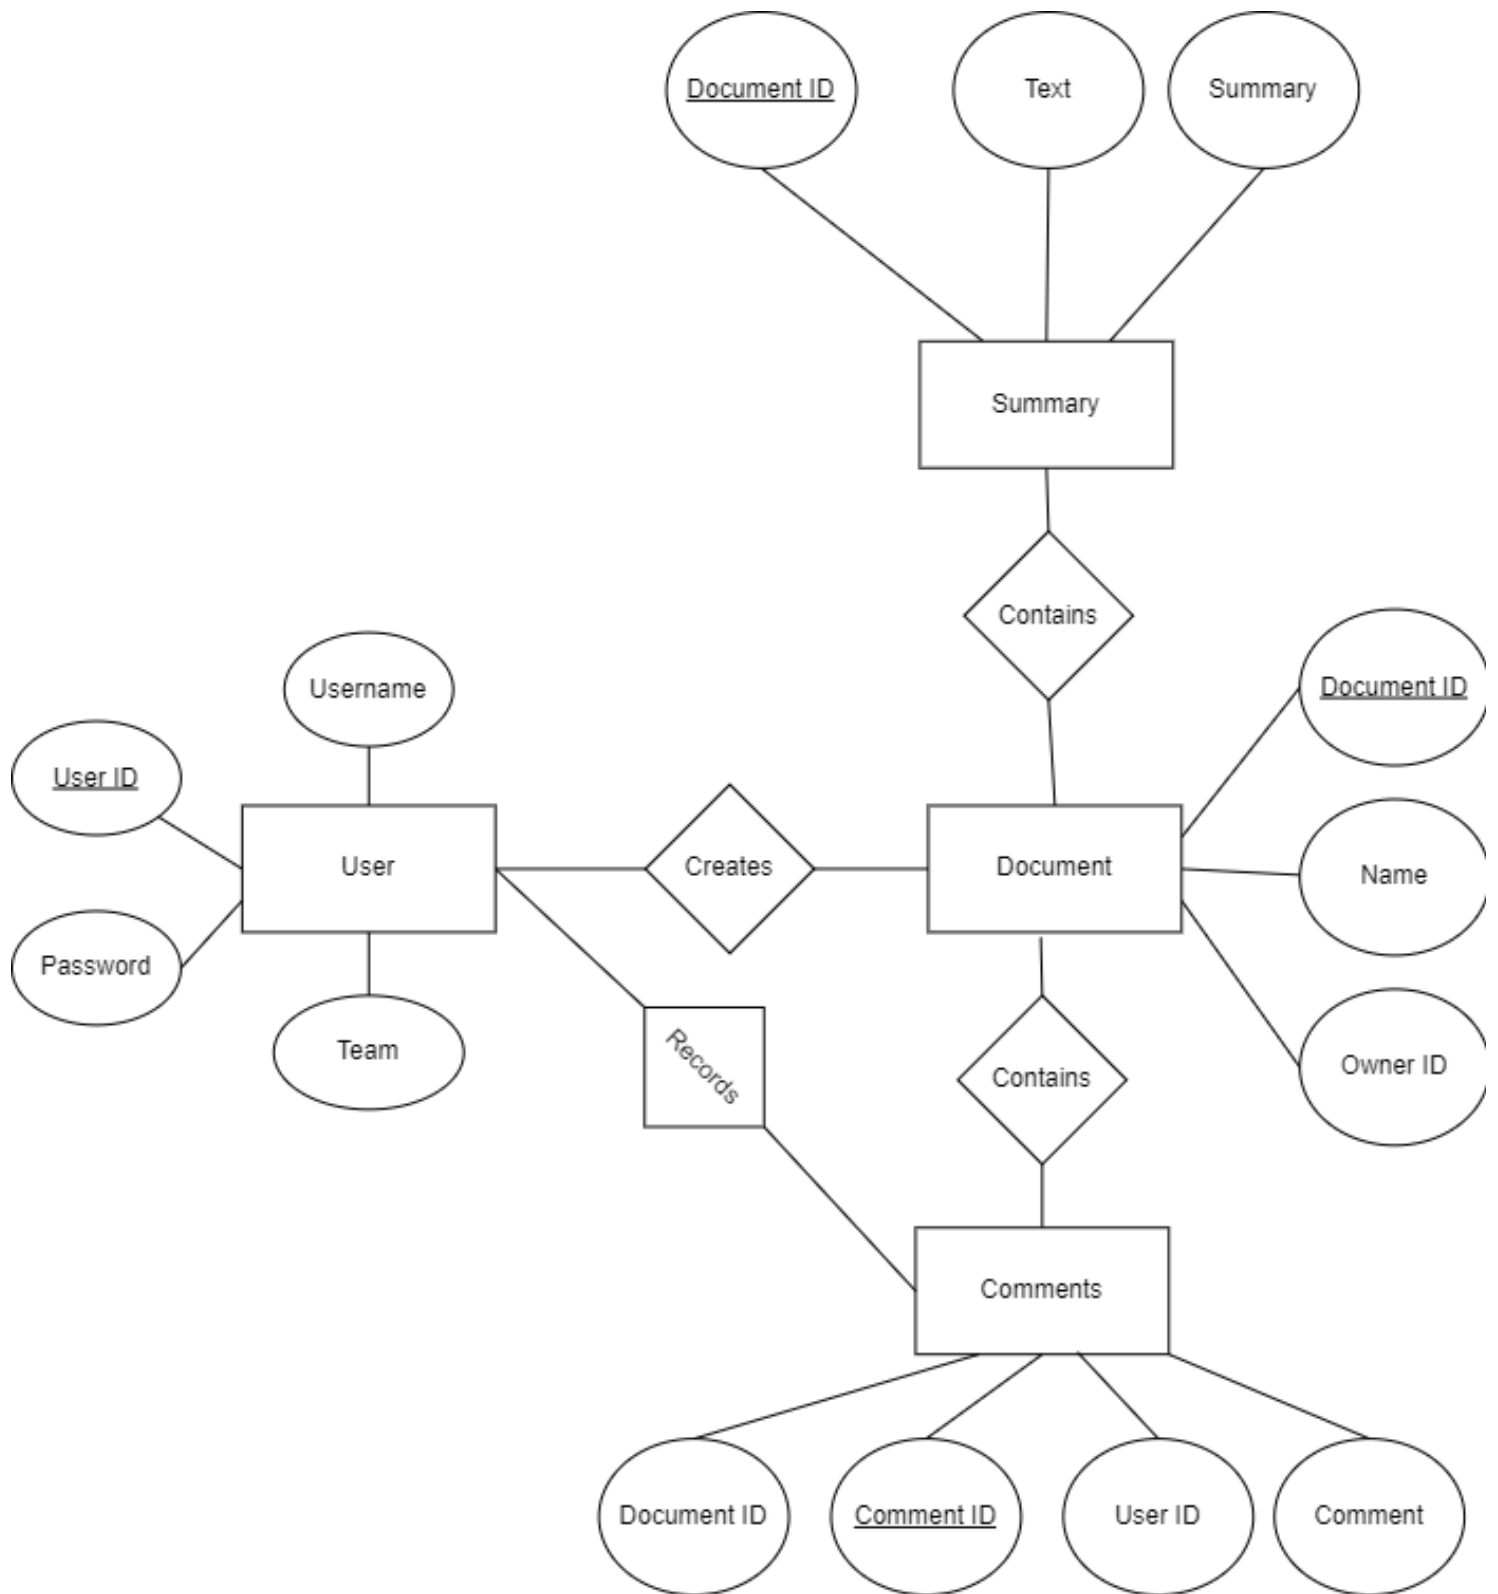 Document ID
Text
Summary
Summary
Contains
Username
User ID
Document ID
User
Creates
Document
Name
Password
Team
Records
Contains
Owner ID
Comments
Document ID
Comment ID
User ID
Comment